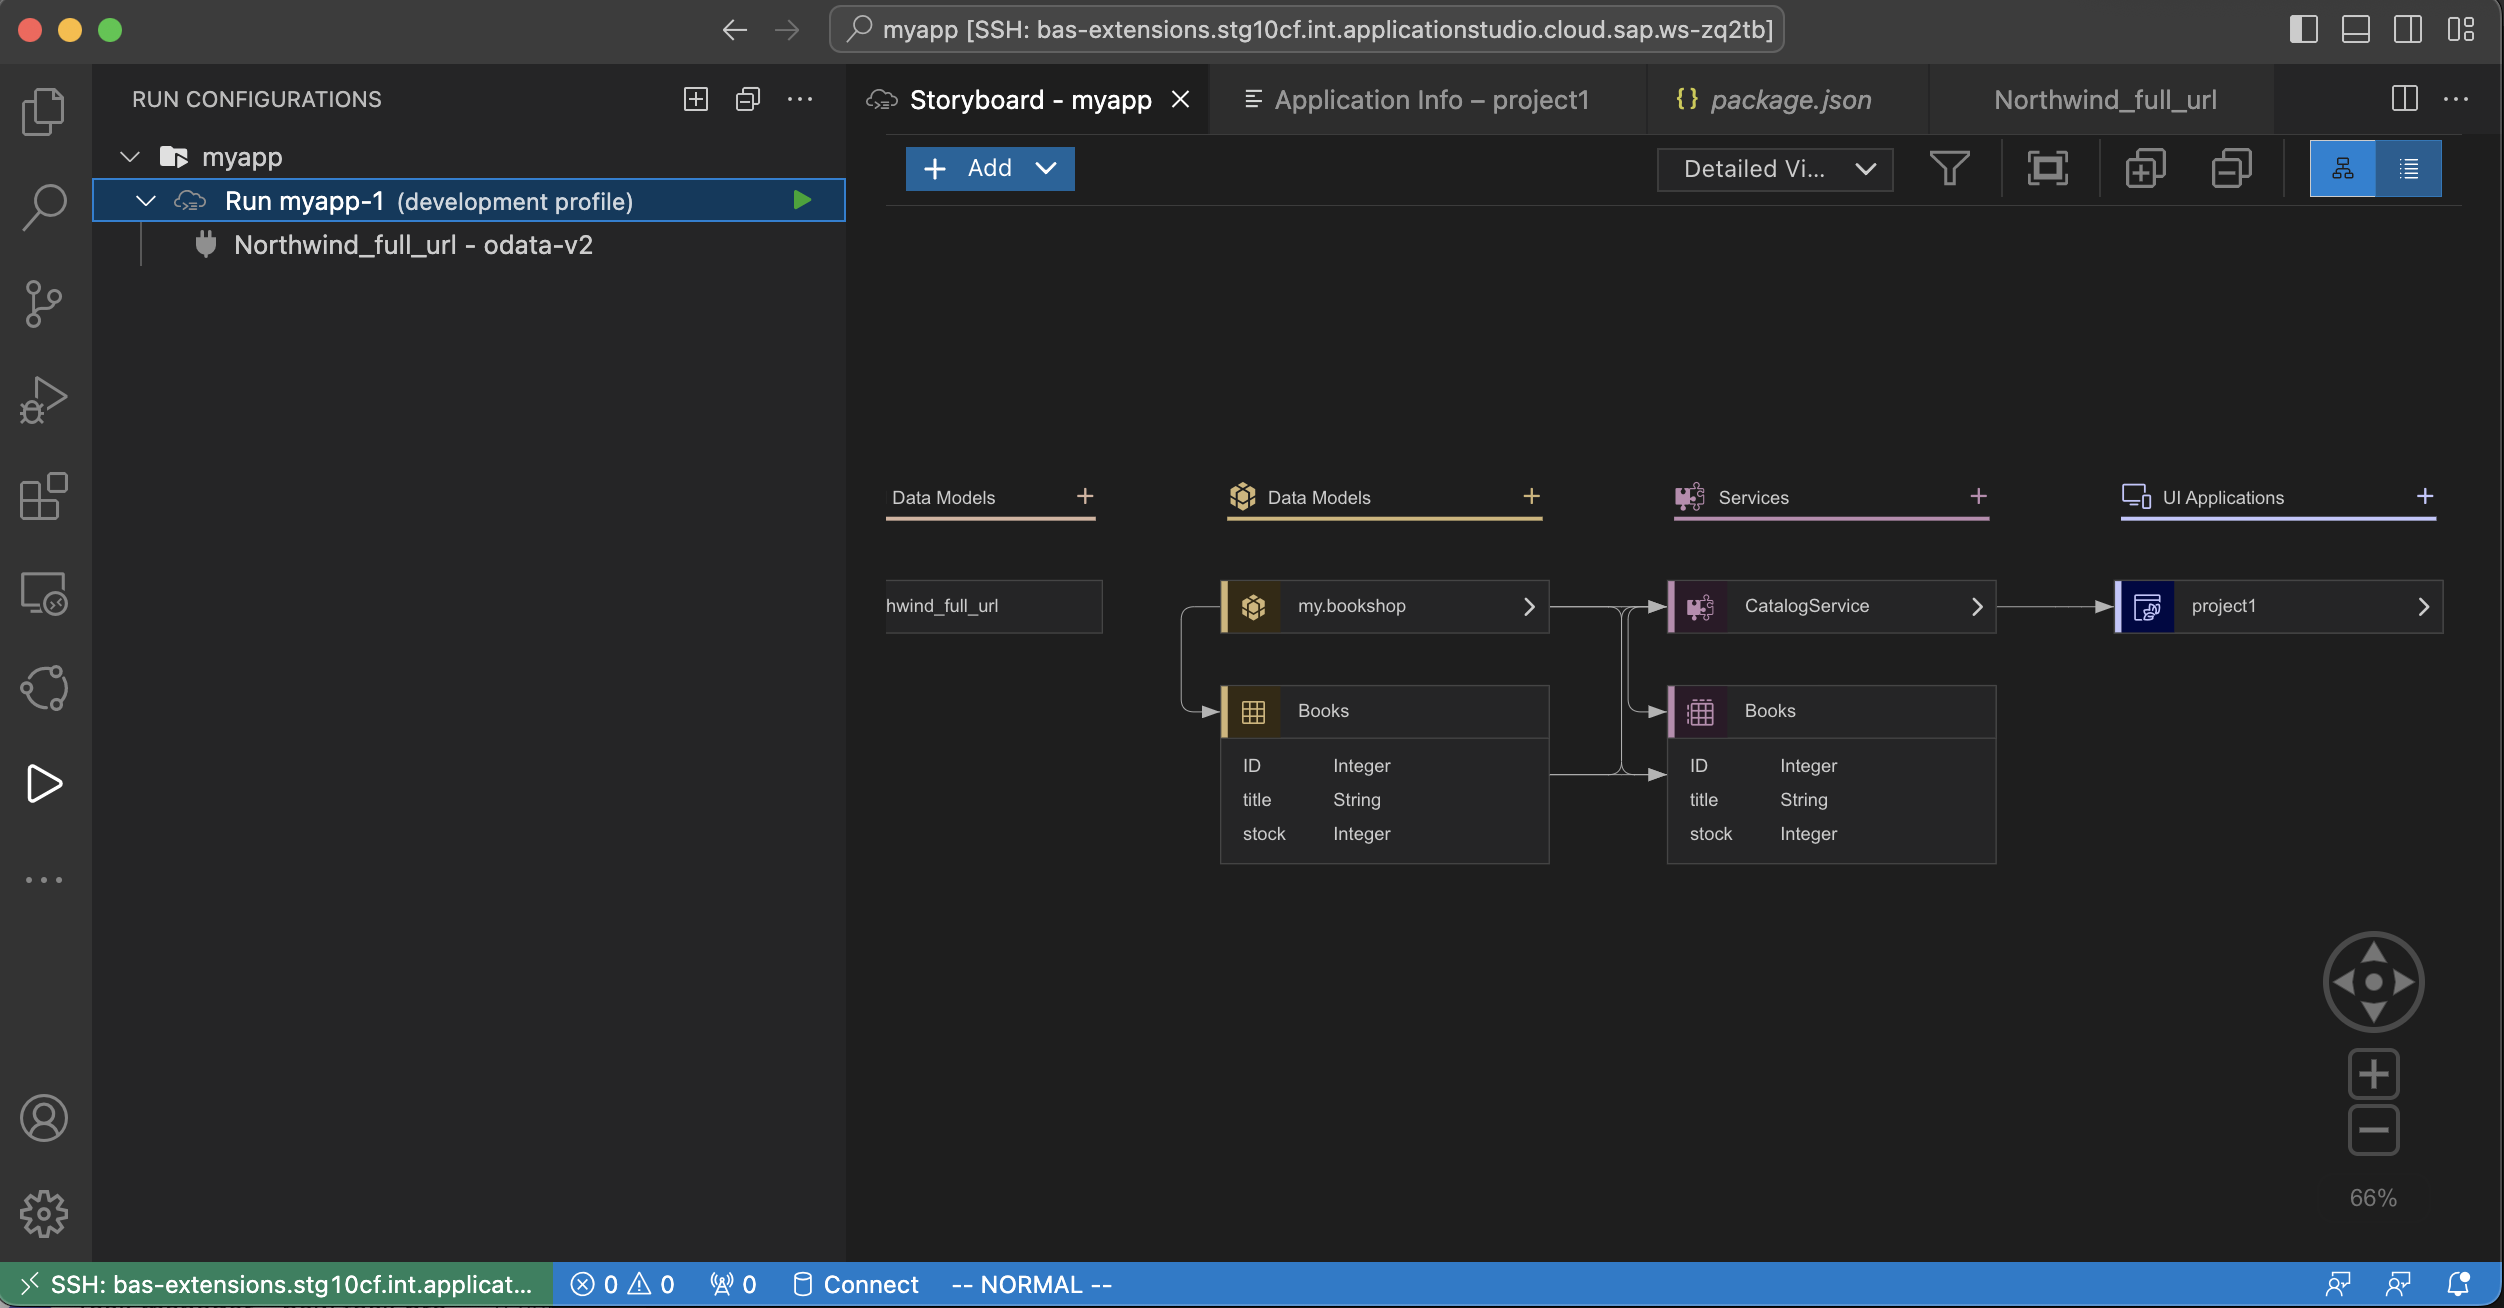 myapp [SSH: bas-extensions.stg10cf.int.applicationstudio.cloud.sap.ws-zq2tb]
RUN CONFIGURATIONS
myapp
Run myapp-1 (development profile)
Northwind_full_url - odata-v2
Storyboard - myapp
Application Info – project1
{} package.json
Northwind_full_url
Add
Detailed Vi...
Data Models
Data Models
Services
UI Applications
hwind_full_url
my.bookshop
CatalogService
project1
Books
ID Integer
title String
stock Integer
Books
ID Integer
title String
stock Integer
66%
SSH: bas-extensions.stg10cf.int.applicat...
0 0 0 Connect -- NORMAL --